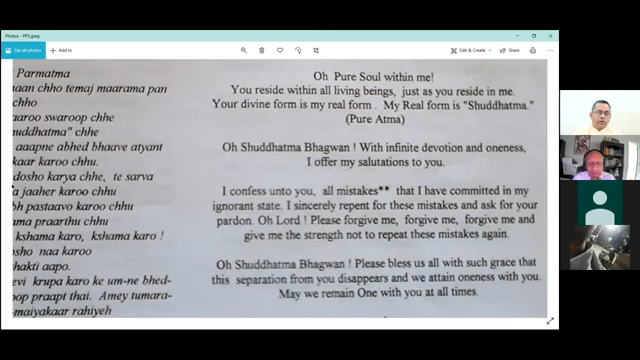 Photos - PPS.jpeg
See all photos
+ Add to
Edit & Create
Share
Parmatma
chho temaj maarama pan
chho
aaroo swaroop chhe
huddhatma" chhe
aaapne abhed bhaave atyant
kaar karoo chhu.
dosho karya chhe, te sarva
jaaher karoo chhu
bh pastaavo karoo chhu
ama praarthu chhu
kshama karo, kshama karo !
osho naa karoo
hakti aapo.
evi krupa karo ke um-ne bhed-
oop praapt thai. Amey tumara-
-maiyakaar rahiyeh
Oh Pure Soul within me!
You reside within all living beings, just as you reside in me.
Your divine form is my real form . My Real form is "Shuddhatma."
(Pure Atma)
Oh Shuddhatma Bhagwan ! With infinite devotion and oneness,
I offer my salutations to you.
I confess unto you, all mistakes** that I have committed in my
ignorant state. I sincerely repent for these mistakes and ask for your
pardon. Oh Lord ! Please forgive me, forgive me, forgive me and
give me the strength not to repeat these mistakes again.
Oh Shuddhatma Bhagwan ! Please bless us all with such grace that
this separation from you disappears and we attain oneness with you.
May we remain One with you at all times.